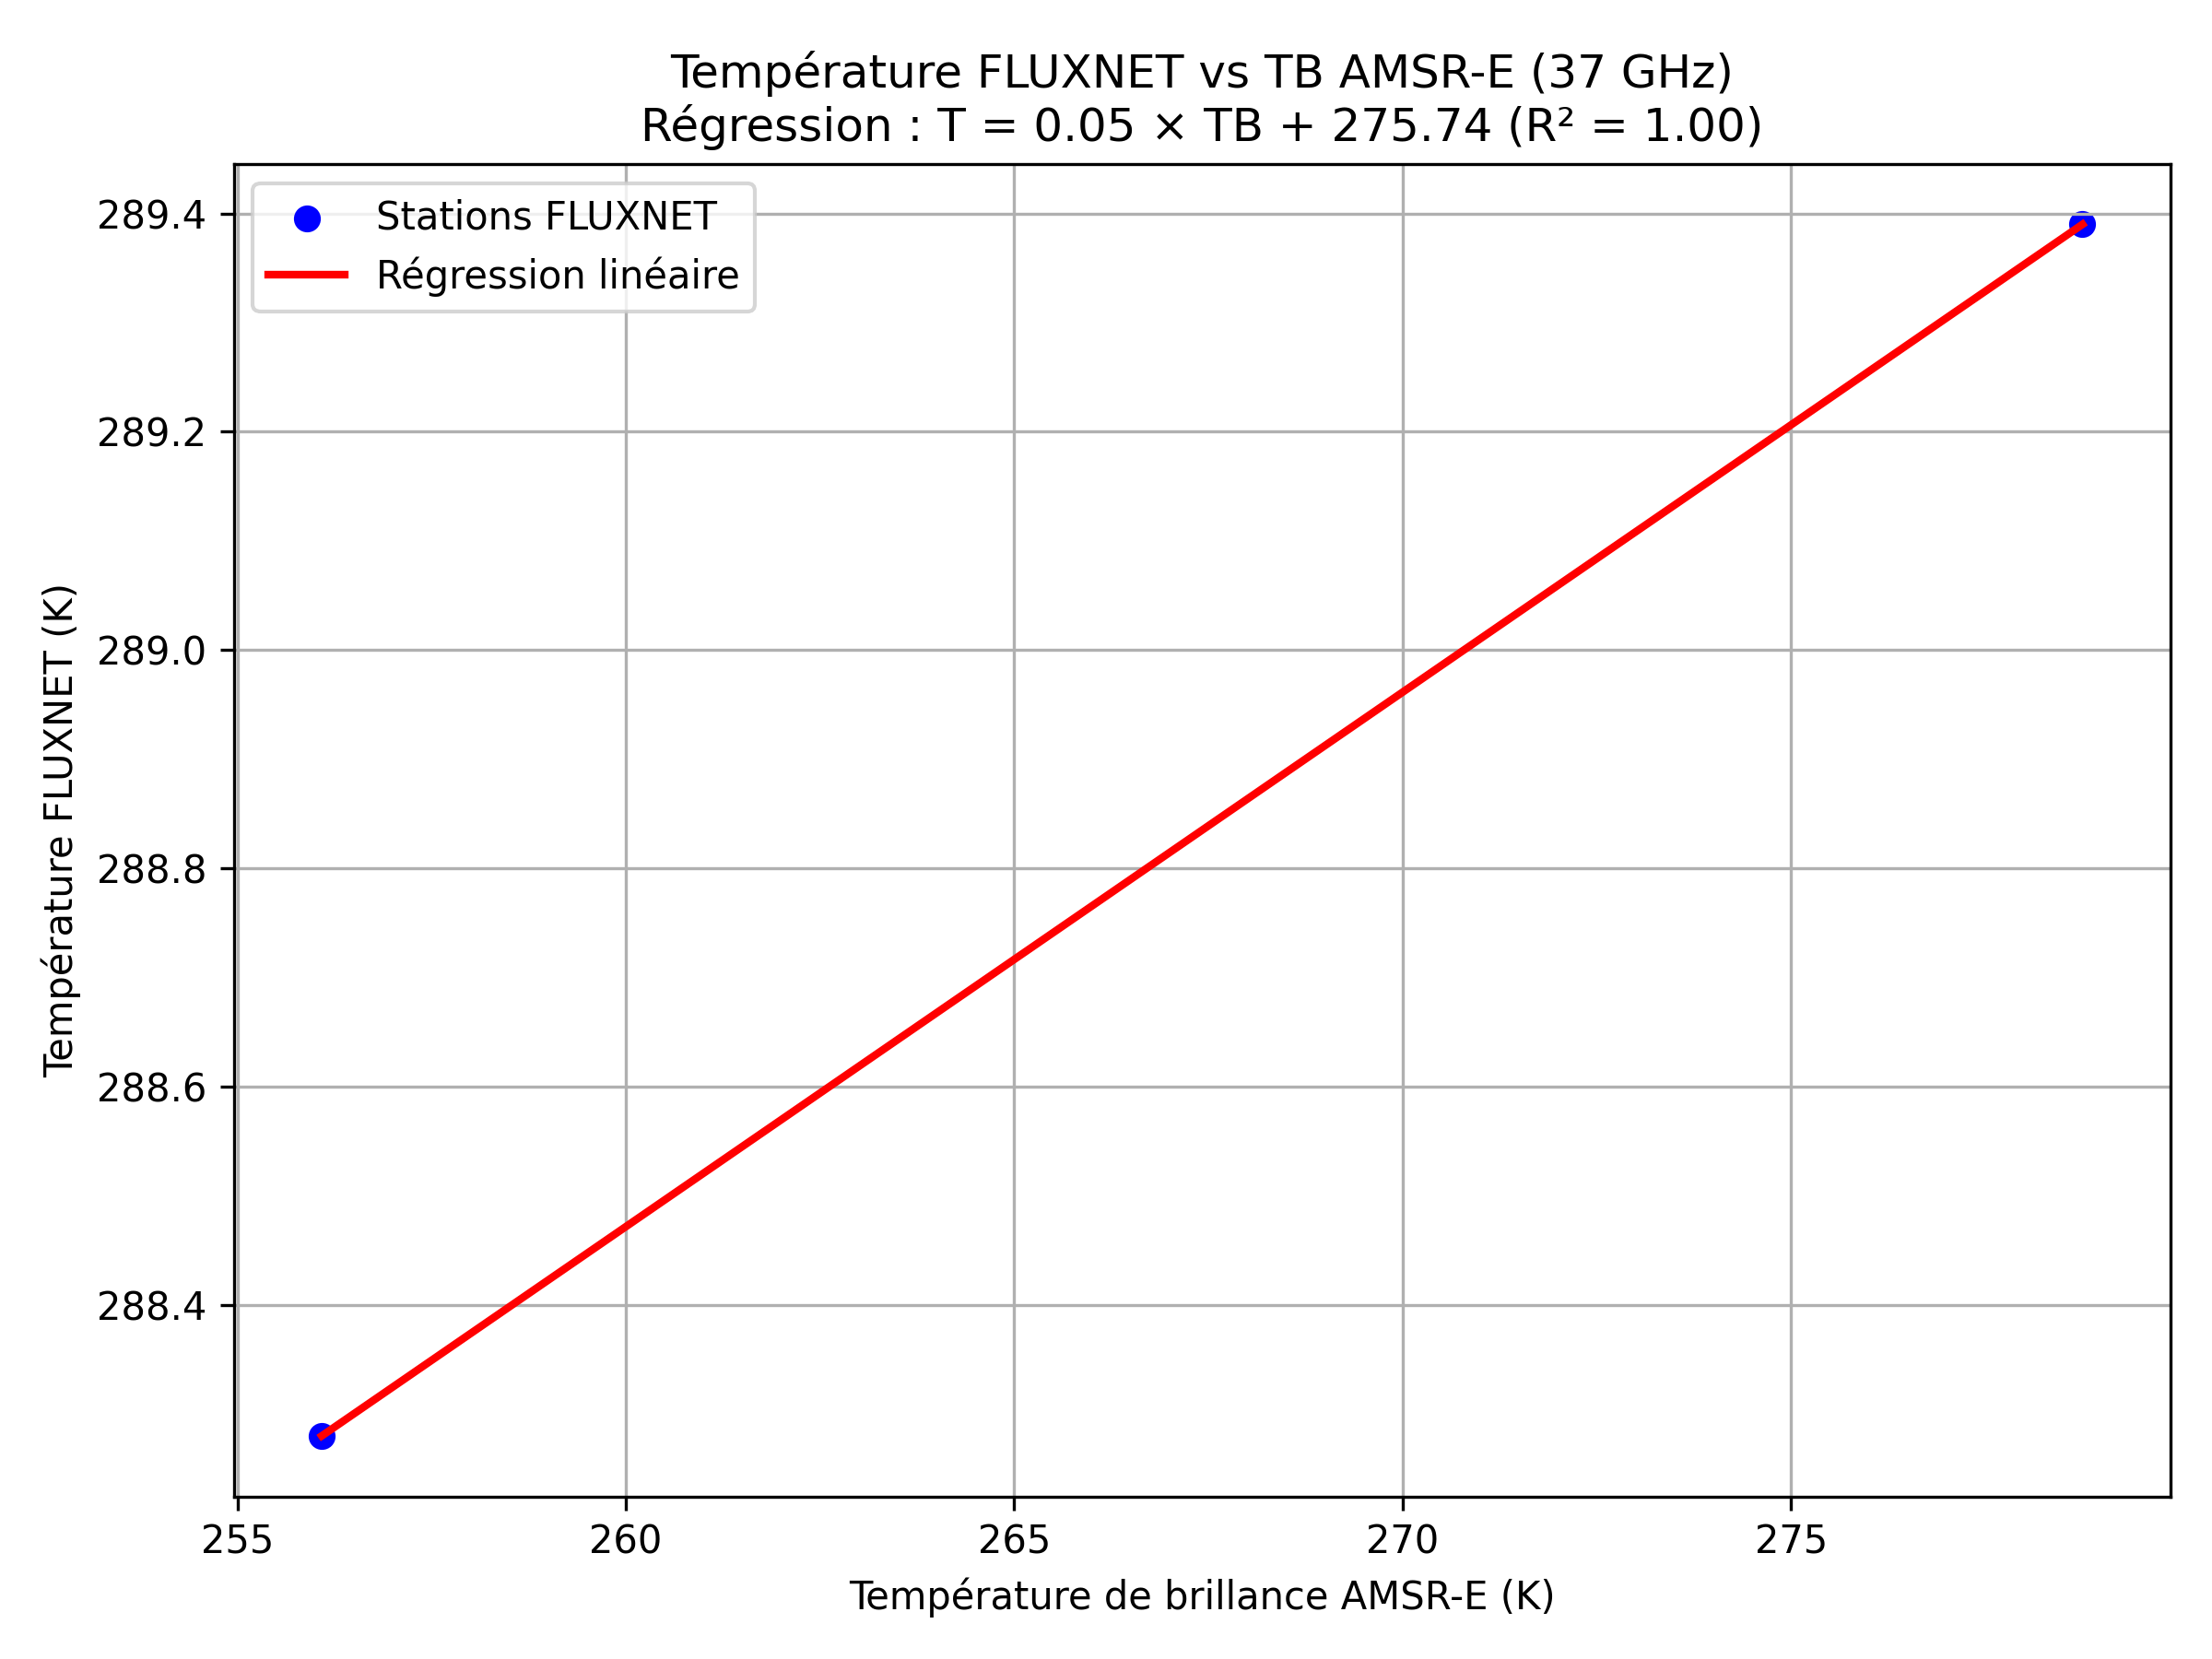 Température FLUXNET vs TB AMSR-E (37 GHz)
Régression : T = 0.05 × TB + 275.74 (R² = 1.00)
Stations FLUXNET
Régression linéaire
Température FLUXNET (K)
289.4
289.2
289.0
288.8
288.6
288.4
255 260 265 270 275
Température de brillance AMSR-E (K)